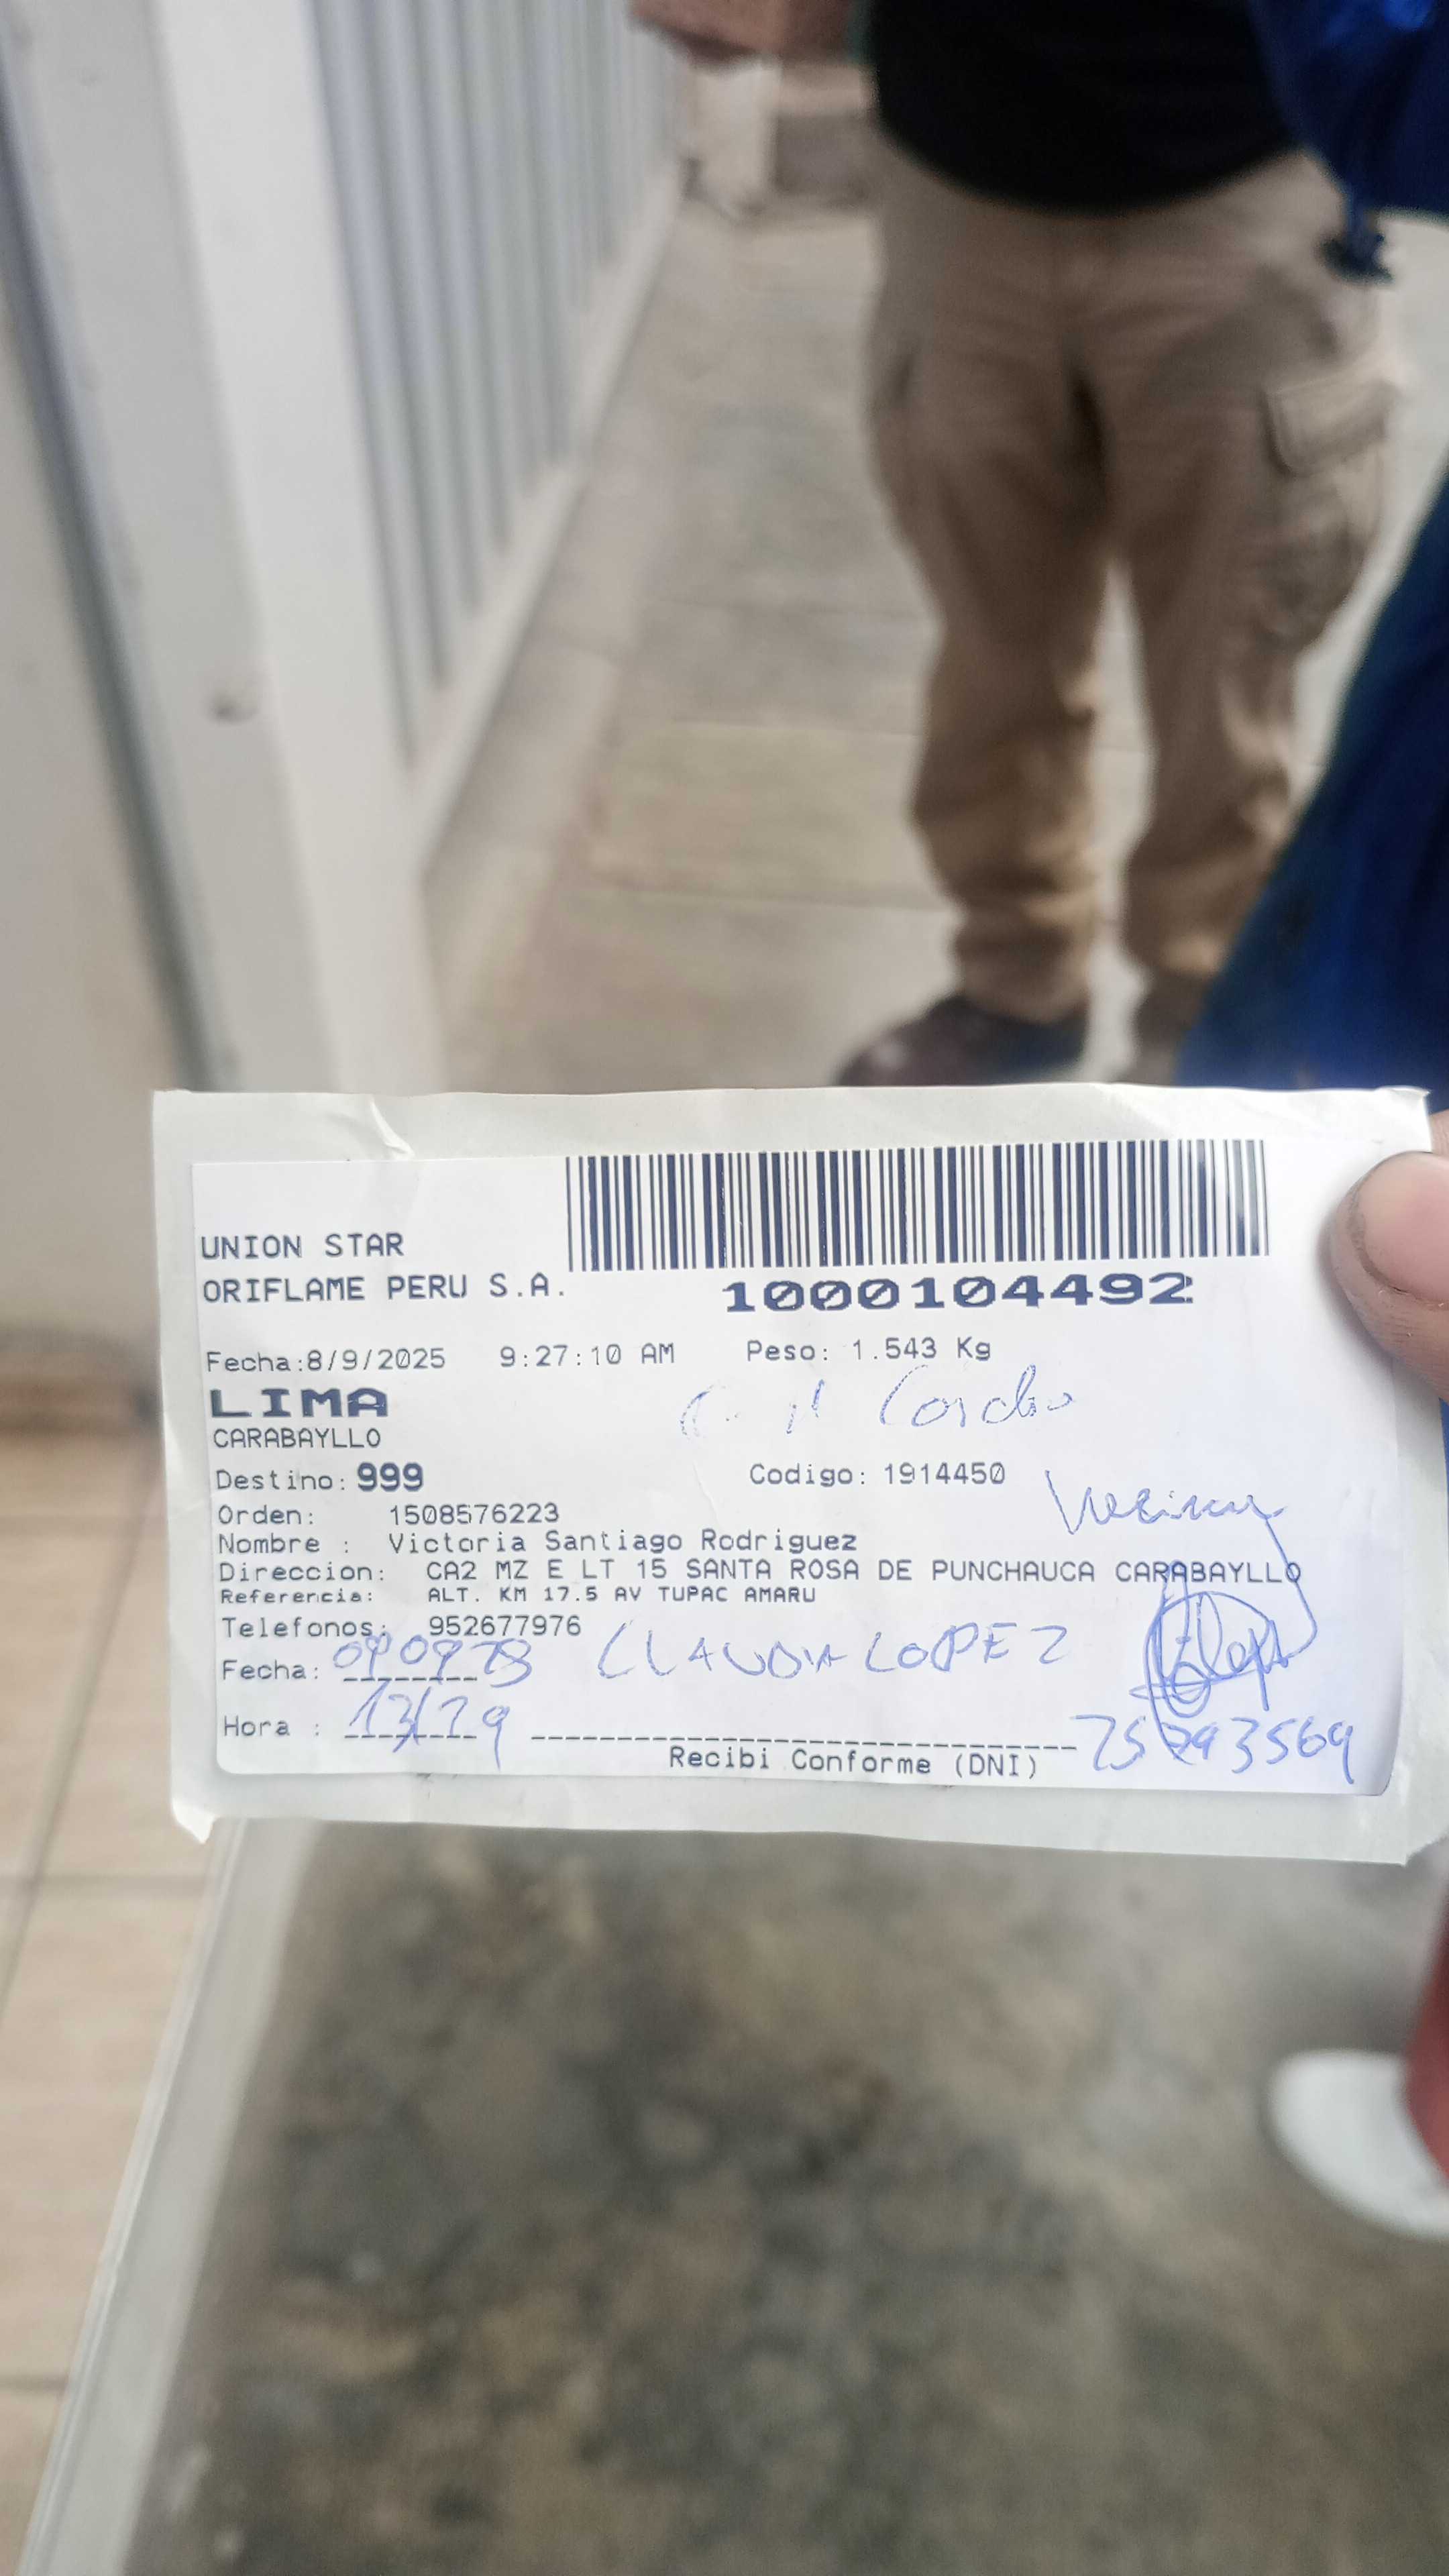 UNION STAR
ORIFLAME PERU S.A.
1000104492
Fecha:8/9/2025 9:27:10 AM Peso: 1.543 Kg
LIMA
CARABAYLLO
Destino: 999 Codigo: 1914450
Orden: 1508576223
Nombre : Victoria Santiago Rodriguez
Direccion: CA2 MZ E LT 15 SANTA ROSA DE PUNCHAUCA CARABAYLLO
Referencia: ALT. KM 17.5 AV TUPAC AMARU
Telefonos: 952677976
Fecha: CLAUDIA LOPEZ
Hora :
Recibi Conforme (DNI)